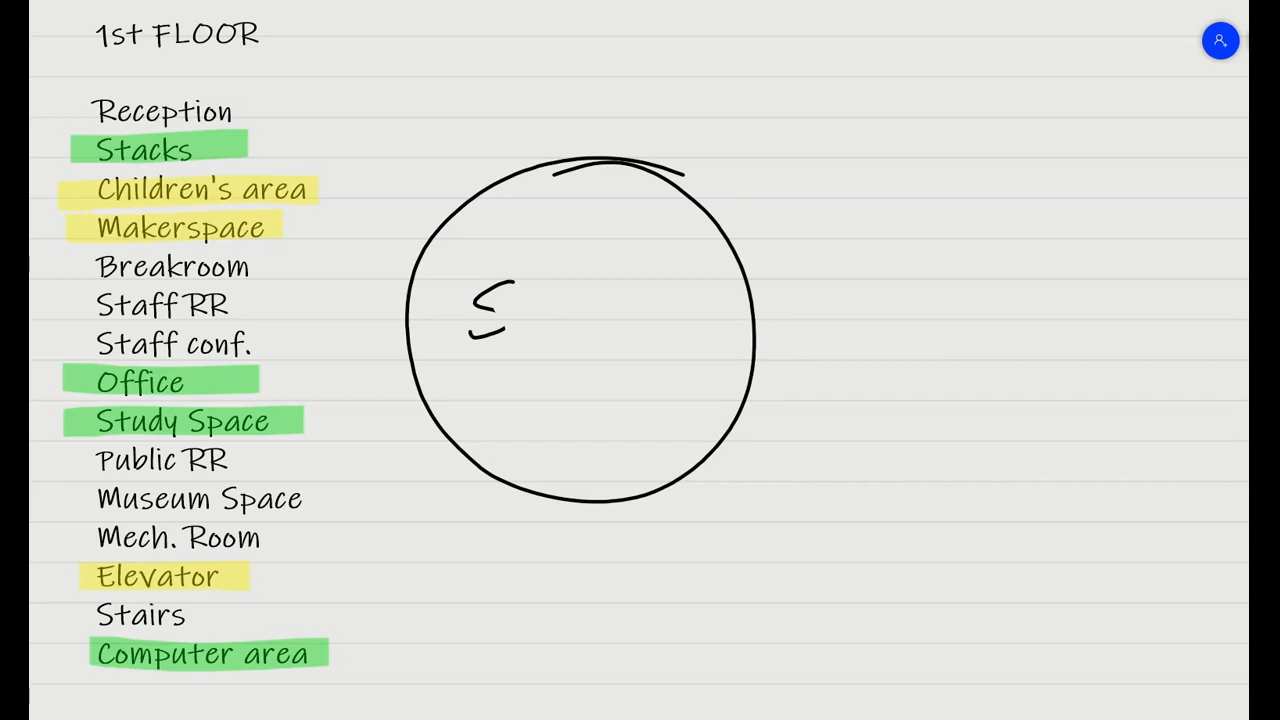 1st FLOOR
Reception
Stacks
Children's area
Makerspace
Breakroom
Staff RR
Staff conf.
Office
Study Space
Public RR
Museum Space
Mech. Room
Elevator
Stairs
Computer area